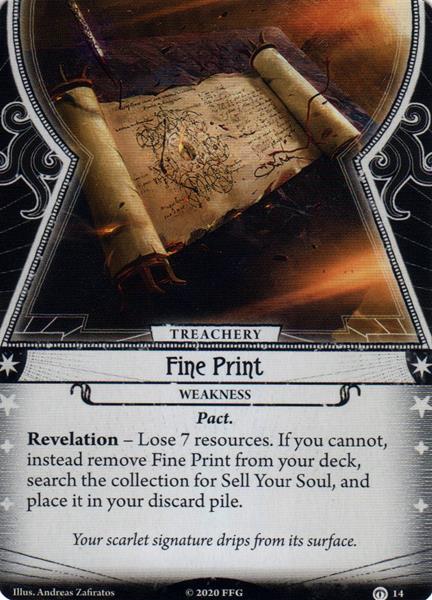 TREACHERY
Fine Print
WEAKNESS
Pact.
Revelation – Lose 7 resources. If you cannot,
instead remove Fine Print from your deck,
search the collection for Sell Your Soul, and
place it in your discard pile.
Your scarlet signature drips from its surface.
Illus. Andreas Zafiratos
© 2020 FFG
14